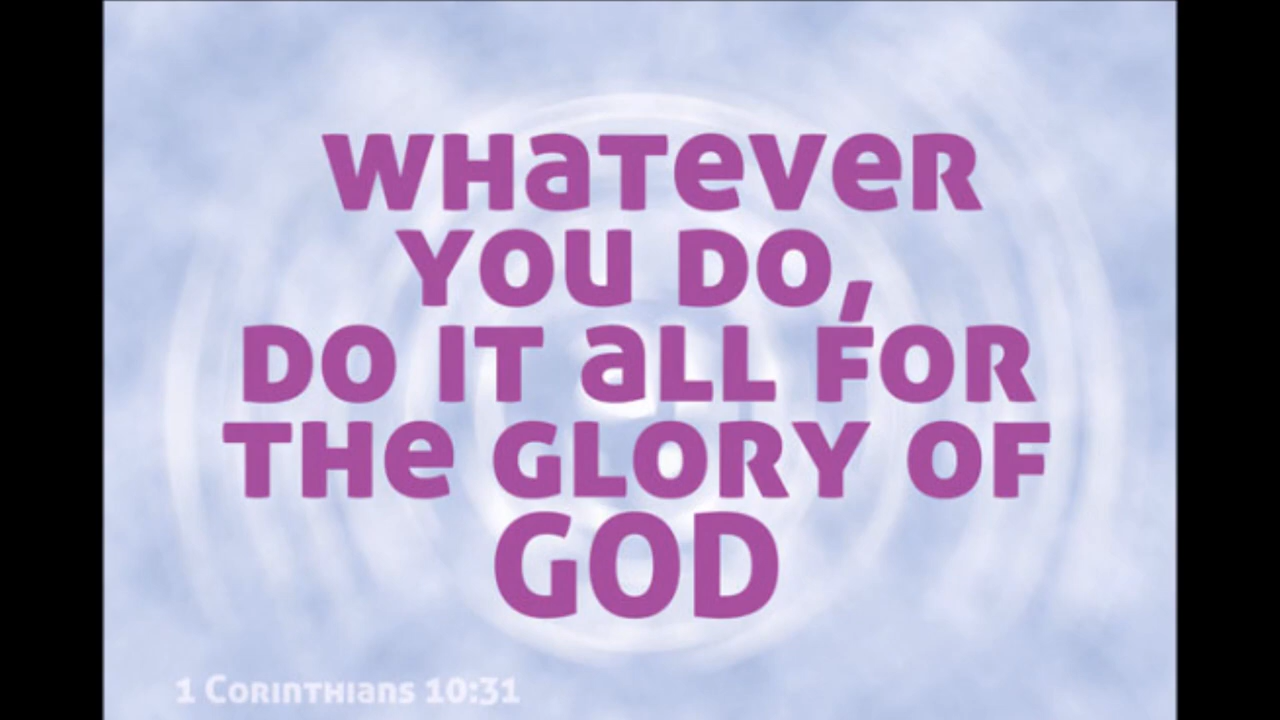 WHaTeVeR
YOU DO,
DO IT aLL FOR
THe GLORY OF
GOD
1 CORINTHIaNS 10:31